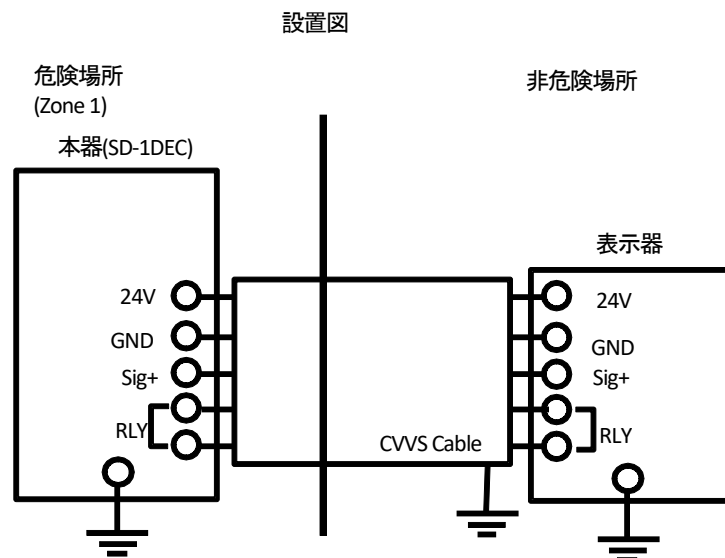 設置図
危険場所
(Zone 1)
非危険場所
本器(SD-1DEC)
表示器
24V
GND
Sig+
RLY
CVVS Cable
24V
GND
Sig+
RLY